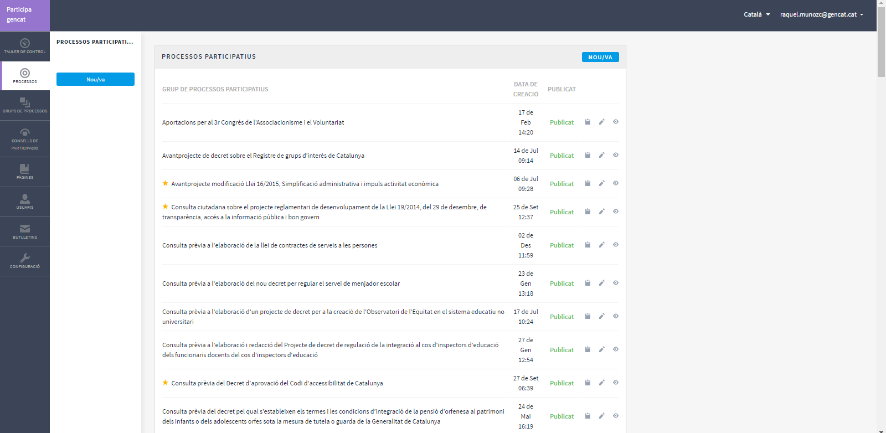 Participa
gencat
Català
raquel.munozc@gencat.cat
TAULER DE CONTROL
PROCESSOS
GRUPS DE PROCESSOS
PÀGINES
USUARIS
BUTLLETINS
CONFIGURACIÓ
PROCESSOS PARTICIPATI...
Nou/va
PROCESSOS PARTICIPATIUS
NOU/VA
GRUP DE PROCESSOS PARTICIPATIUS
DATA DE
CREACIÓ
PUBLICAT
Aportacions per al 3r Congrés de l'Associacionisme i el Voluntariat
17 de
Feb
14:20
Publicat
Avantprojecte de decret sobre el Registre de grups d'interès de Catalunya
14 de Jul
09:14
Publicat
Avantprojecte modificació Llei 16/2015, Simplificació administrativa i impuls activitat econòmica
06 de Jul
09:28
Publicat
Consulta ciutadana sobre el projecte reglamentari de desenvolupament de la Llei 19/2014, del 29 de desembre, de
transparència, accés a la informació pública i bon govern
25 de Set
12:37
Publicat
Consulta prèvia a l'elaboració de la llei de contractes de serveis a les persones
02 de
Des
11:59
Publicat
Consulta prèvia a l'elaboració del nou decret per regular el servei de menjador escolar
23 de
Gen
13:18
Publicat
Consulta prèvia a l'elaboració d'un projecte de decret per a la creació de l'Observatori de l'Equitat en el sistema educatiu no
universitari
17 de Jul
10:24
Publicat
Consulta prèvia a l'elaboració i redacció del Projecte de decret de regulació de la integració al cos d'inspectors d'educació
dels funcionaris docents del cos d'inspectors d'educació
27 de
Gen
12:54
Publicat
Consulta prèvia del Decret d'aprovació del Codi d'accessibilitat de Catalunya
27 de Set
06:39
Publicat
Consulta prèvia del decret pel qual s'estableixen els termes i les condicions d'integració de la pensió d'orfenesa al patrimoni
dels infants o dels adolescents orfes sota la mesura de tutela o guarda de la Generalitat de Catalunya
24 de
Mai
16:19
Publicat